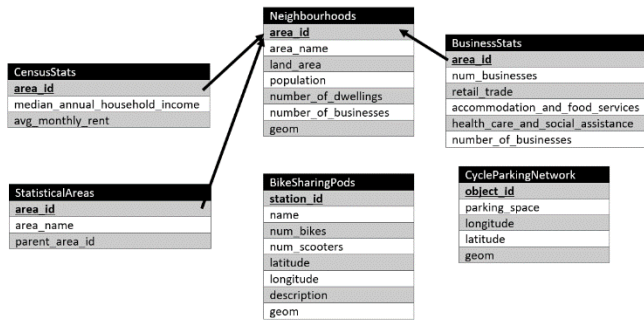 Neighbourhoods
area_id
area_name
land_area
population
number_of_dwellings
number_of_businesses
geom
CensusStats
area_id
median_annual_household_income
avg_monthly_rent
BusinessStats
area_id
num_businesses
retail_trade
accommodation_and_food_services
health_care_and_social_assistance
number_of_businesses
StatisticalAreas
area_id
area_name
parent_area_id
BikeSharingPods
station_id
name
num_bikes
num_scooters
latitude
longitude
description
geom
CycleParkingNetwork
object_id
parking_space
longitude
latitude
geom